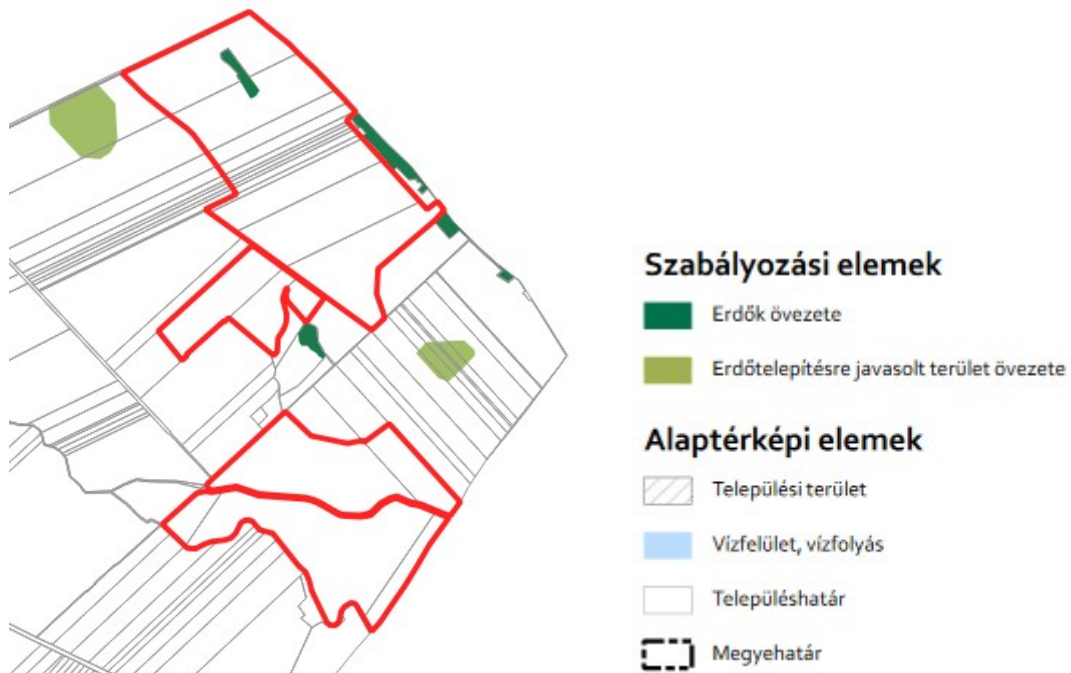 Szabályozási elemek
Erdők övezete
Erdőtelepítésre javasolt terület övezete
Alaptérképi elemek
Települési terület
Vízfelület, vízfolyás
Településhatár
Megyehatár